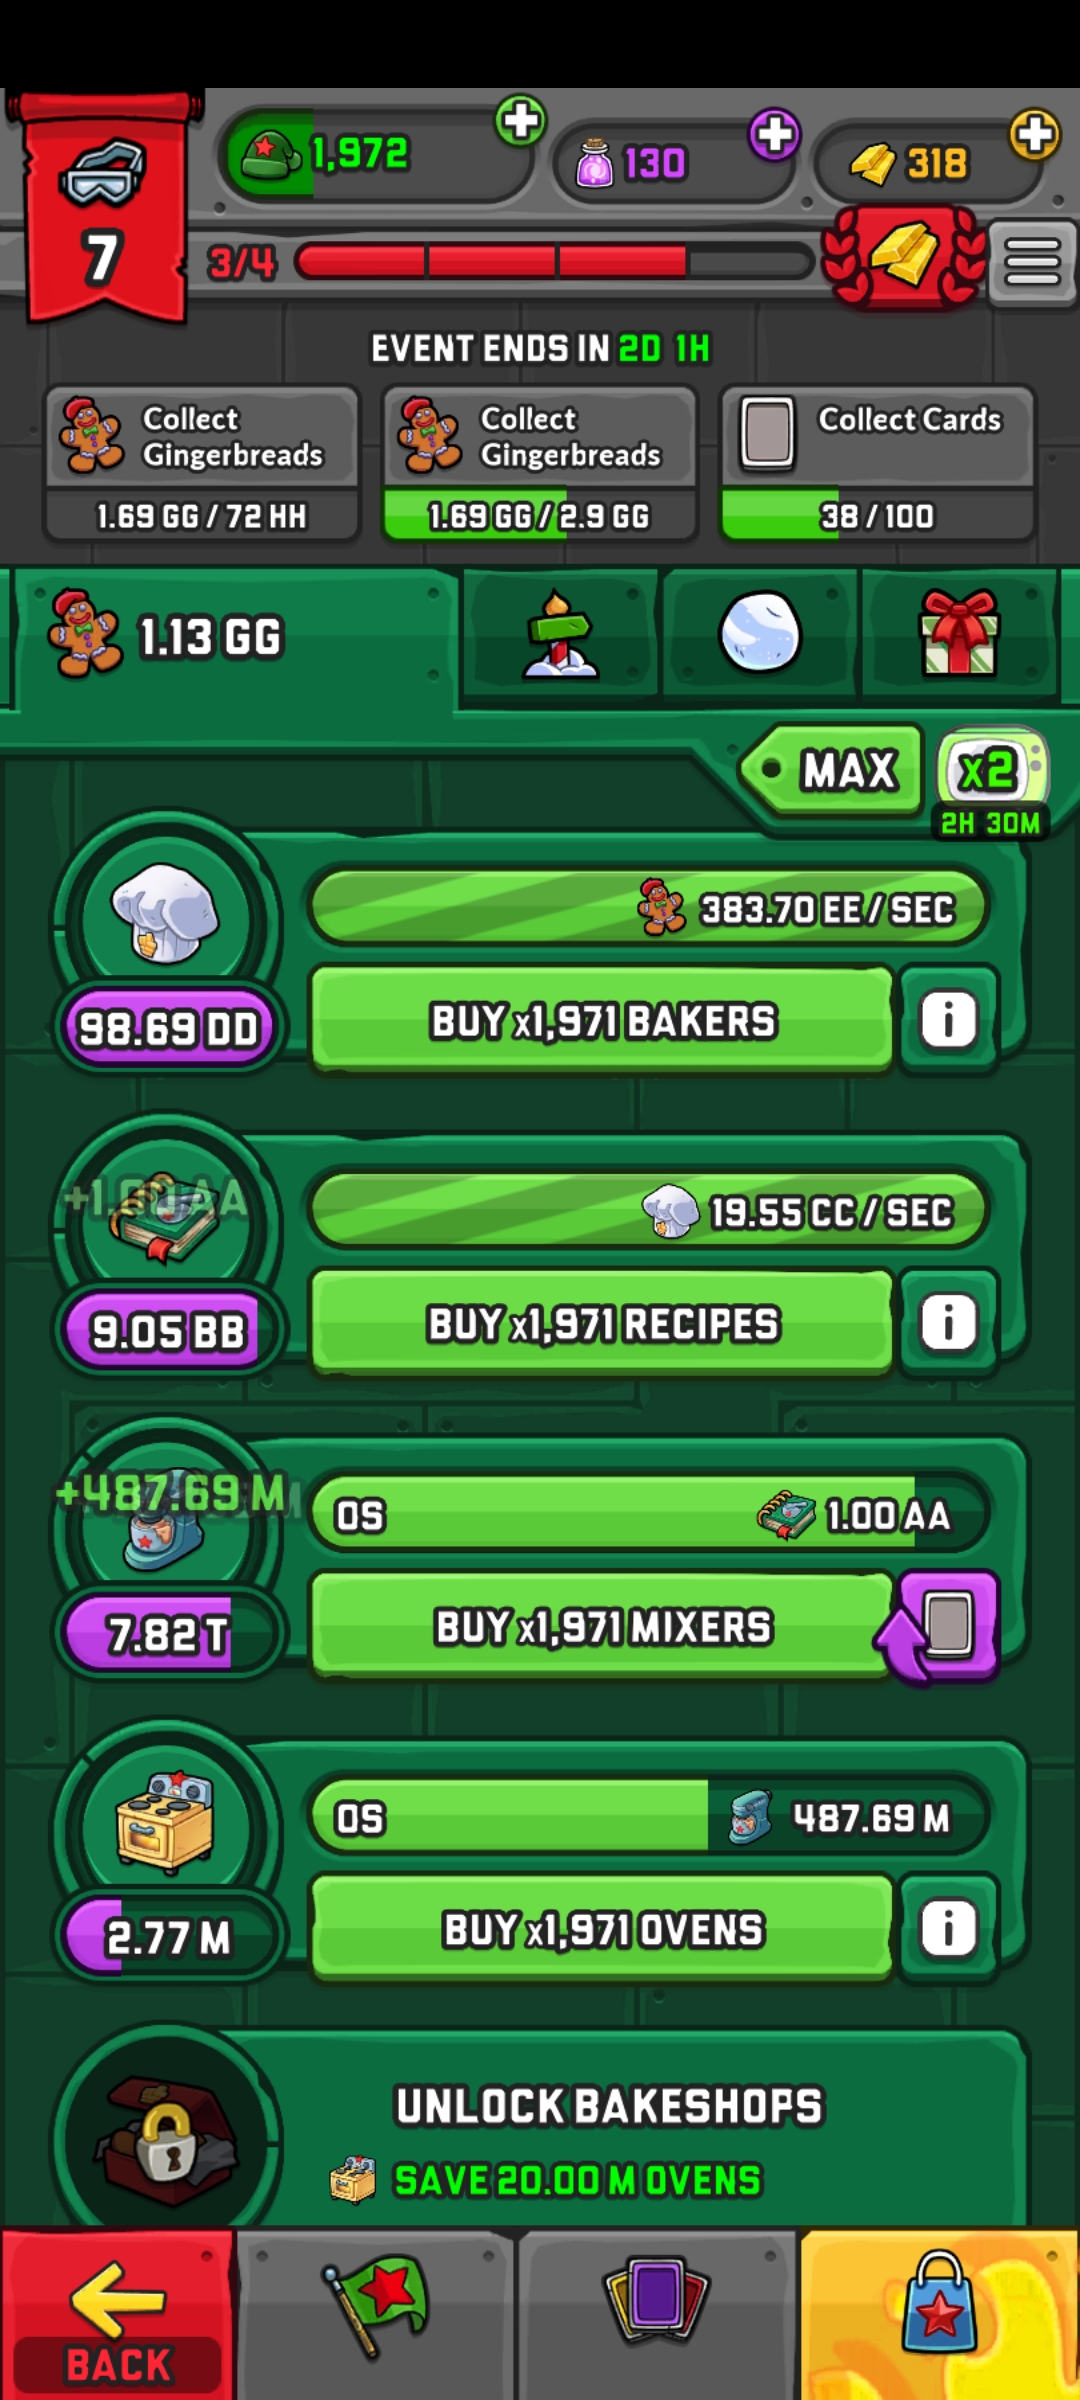 1,972
130
318
7
3/4
EVENT ENDS IN 2D 1H
Collect
Gingerbreads
1.69 GG / 72 HH
Collect
Gingerbreads
1.69 GG / 2.9 GG
Collect Cards
38 / 100
1.13 GG
MAX
x2
2H 30M
383.70 EE / SEC
98.69 DD
BUY x1,971 BAKERS
i
+1.00 AA
19.55 CC / SEC
9.05 BB
BUY x1,971 RECIPES
i
+487.69 M
0S
1.00 AA
7.82 T
BUY x1,971 MIXERS
0S
487.69 M
2.77 M
BUY x1,971 OVENS
i
UNLOCK BAKESHOPS
SAVE 20.00 M OVENS
BACK